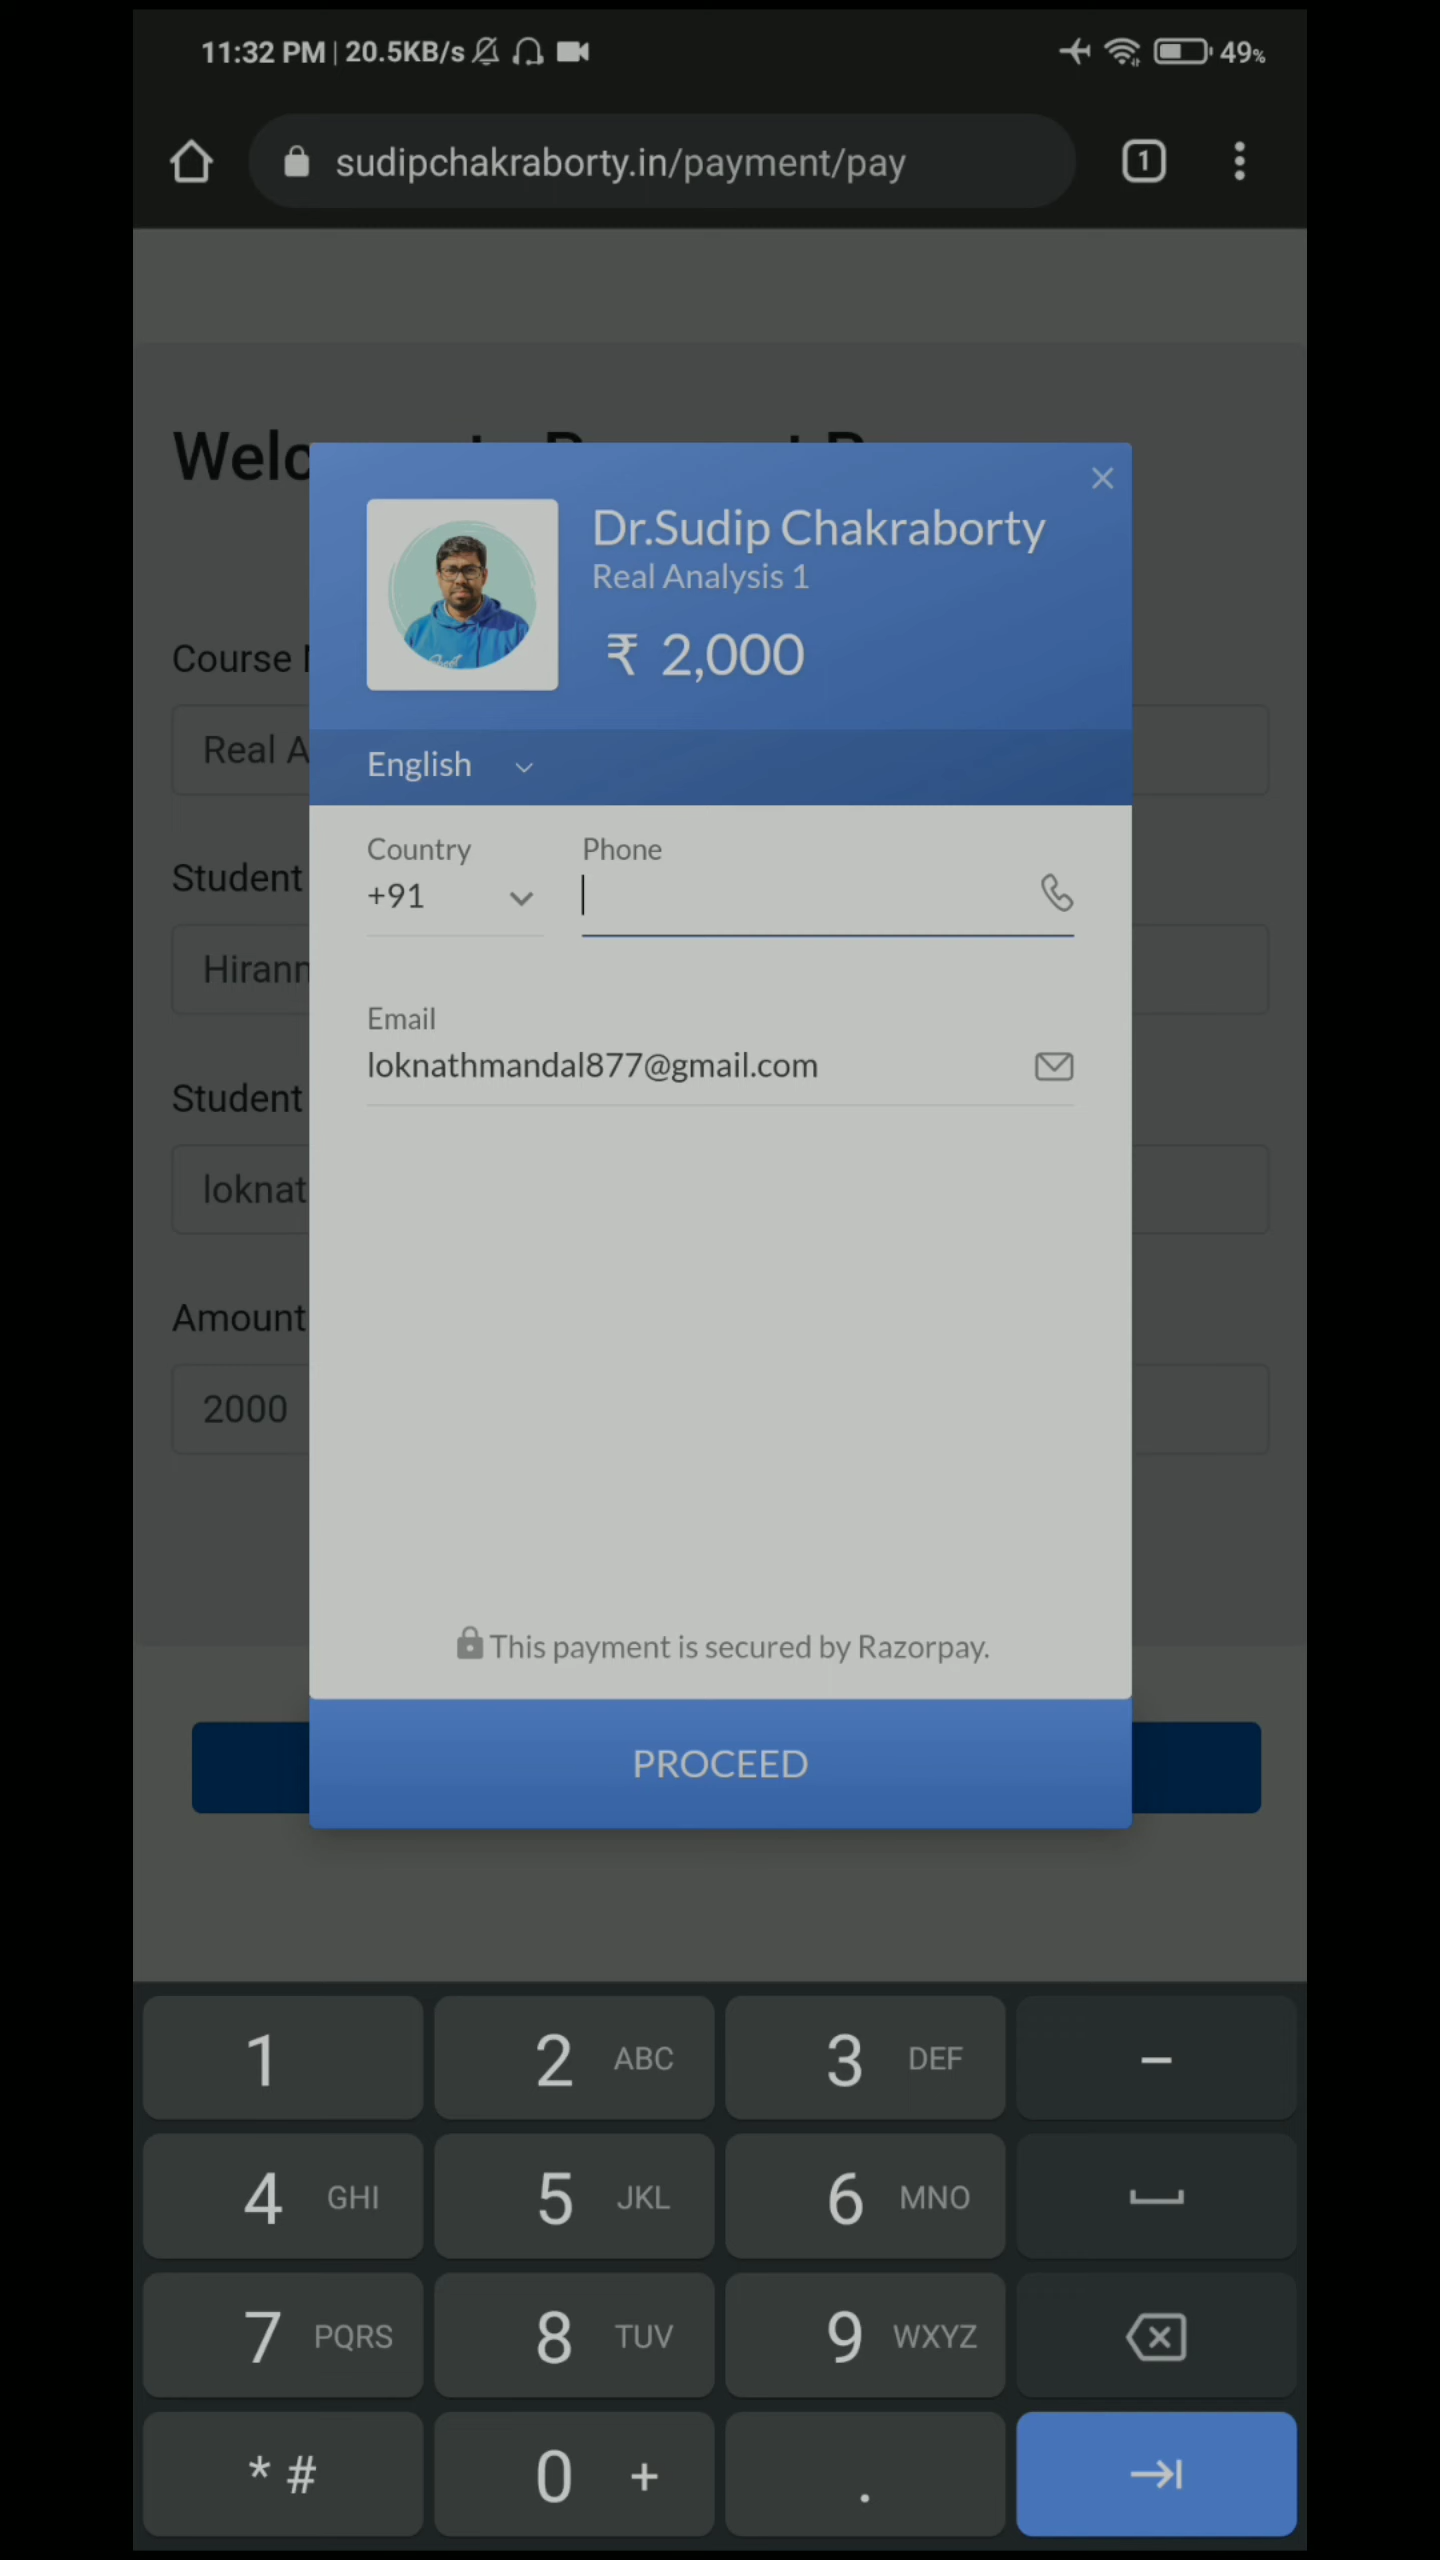 11:32 PM | 20.5KB/s
49%
sudipchakraborty.in/payment/pay
1
Dr.Sudip Chakraborty
Real Analysis 1
₹ 2,000
English
Course
Real A
Country
Phone
+91
Student
Hirann
Email
loknathmandal877@gmail.com
Student
loknat
Amount
2000
This payment is secured by Razorpay.
PROCEED
1
2 ABC
3 DEF
–
4 GHI
5 JKL
6 MNO
7 PQRS
8 TUV
9 WXYZ
* #
0 +
.